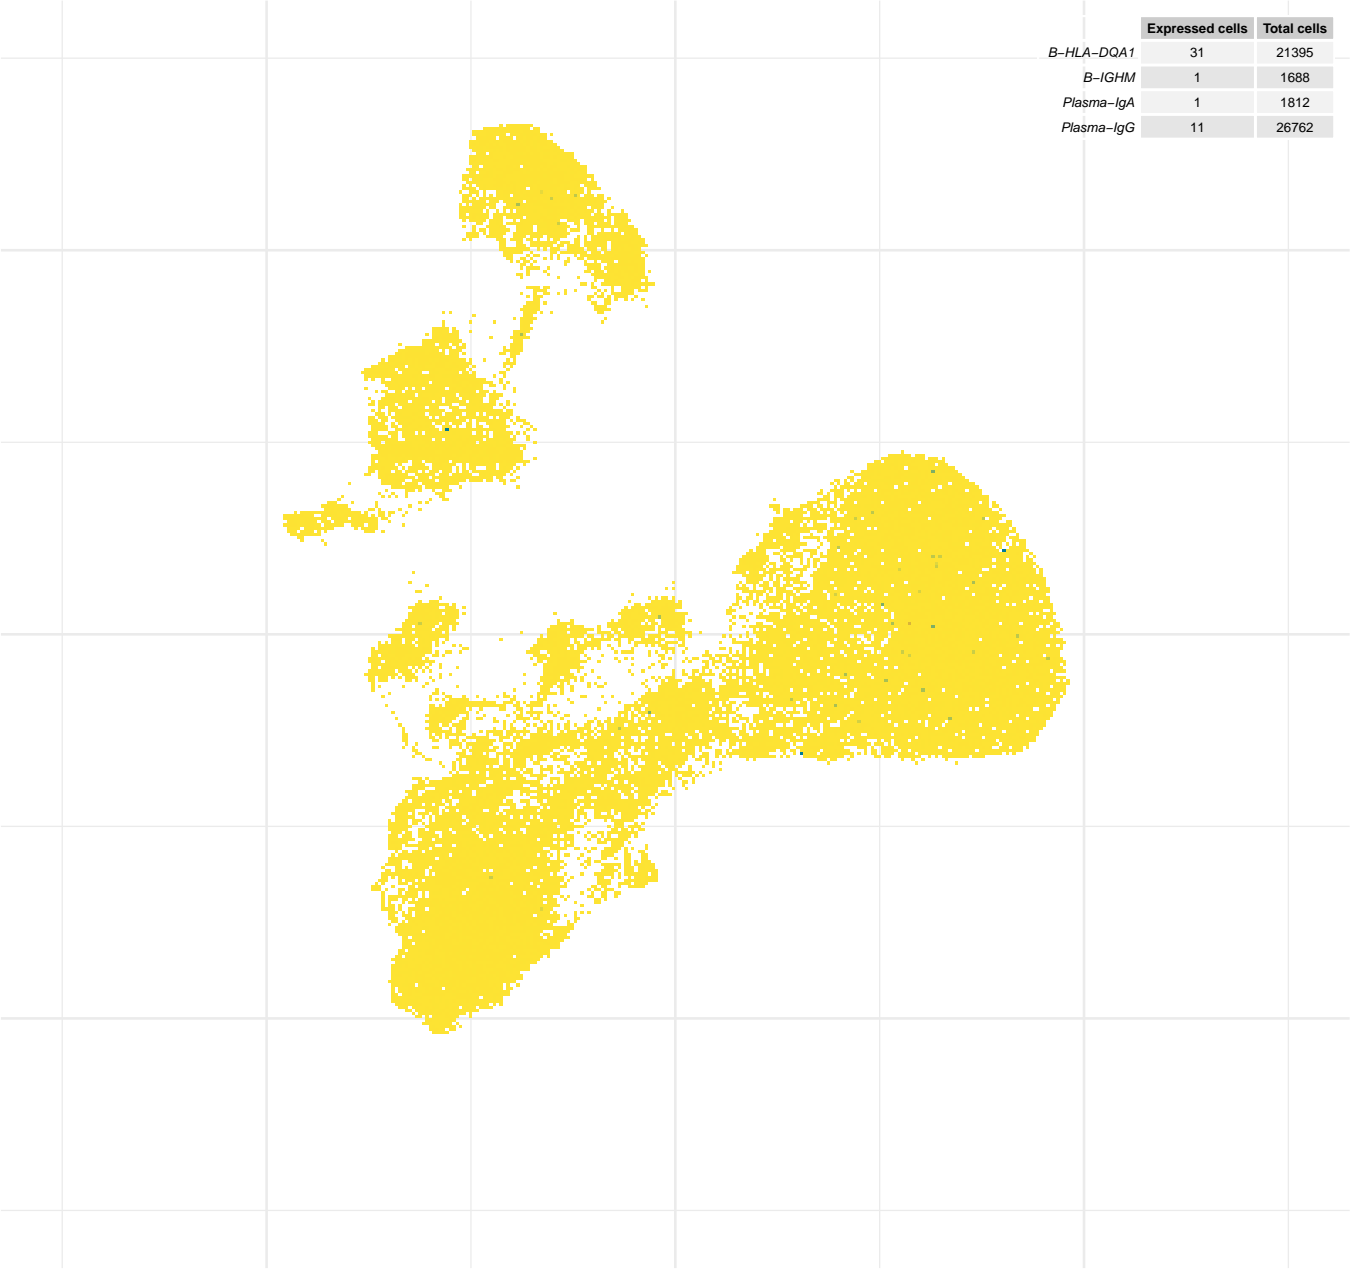 Expressed cells Total cells
B−HLA−DQA1 31 21395
B−IGHM 1 1688
Plasma−IgA 1 1812
Plasma−IgG 11 26762